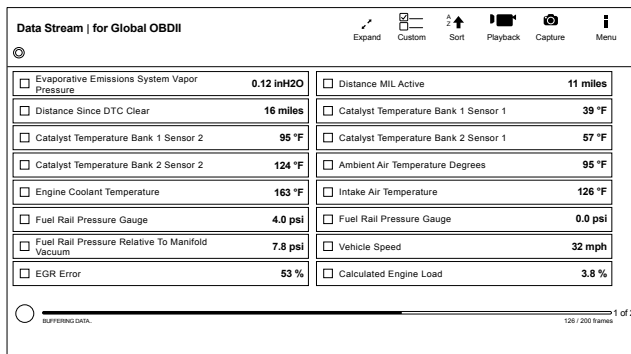 Data Stream | for Global OBDII
Expand
Custom
A
Z
Sort
Playback
Capture
Menu
Evaporative Emissions System Vapor
Pressure
0.12 inH2O
Distance MIL Active
11 miles
Distance Since DTC Clear
16 miles
Catalyst Temperature Bank 1 Sensor 1
39 °F
Catalyst Temperature Bank 1 Sensor 2
95 °F
Catalyst Temperature Bank 2 Sensor 1
57 °F
Catalyst Temperature Bank 2 Sensor 2
124 °F
Ambient Air Temperature Degrees
95 °F
Engine Coolant Temperature
163 °F
Intake Air Temperature
126 °F
Fuel Rail Pressure Gauge
4.0 psi
Fuel Rail Pressure Gauge
0.0 psi
Fuel Rail Pressure Relative To Manifold
Vacuum
7.8 psi
Vehicle Speed
32 mph
EGR Error
53 %
Calculated Engine Load
3.8 %
1 of 2
BUFFERING DATA..
126 / 200 frames